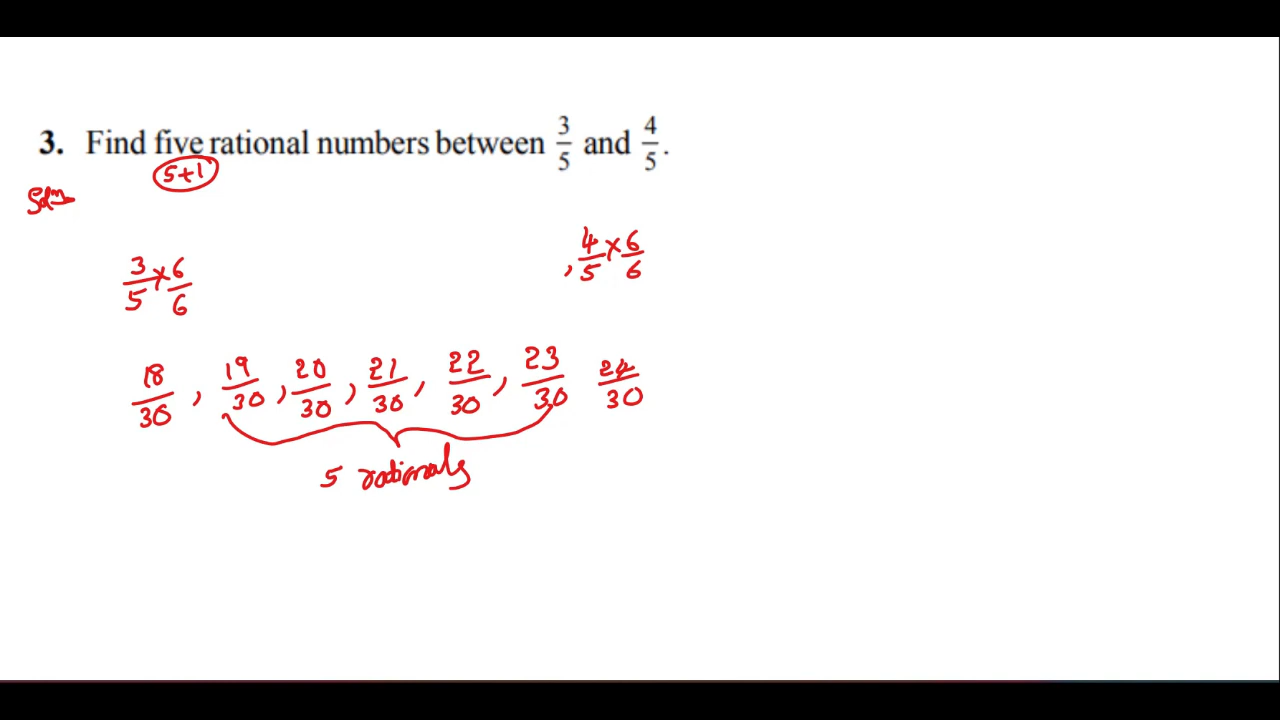 3. Find five rational numbers between 3/5 and 4/5.
5+1
Soln
3/5 × 6/6 , 4/5 × 6/6
18/30 , 19/30 , 20/30 , 21/30 , 22/30 , 23/30 24/30
5 rationals